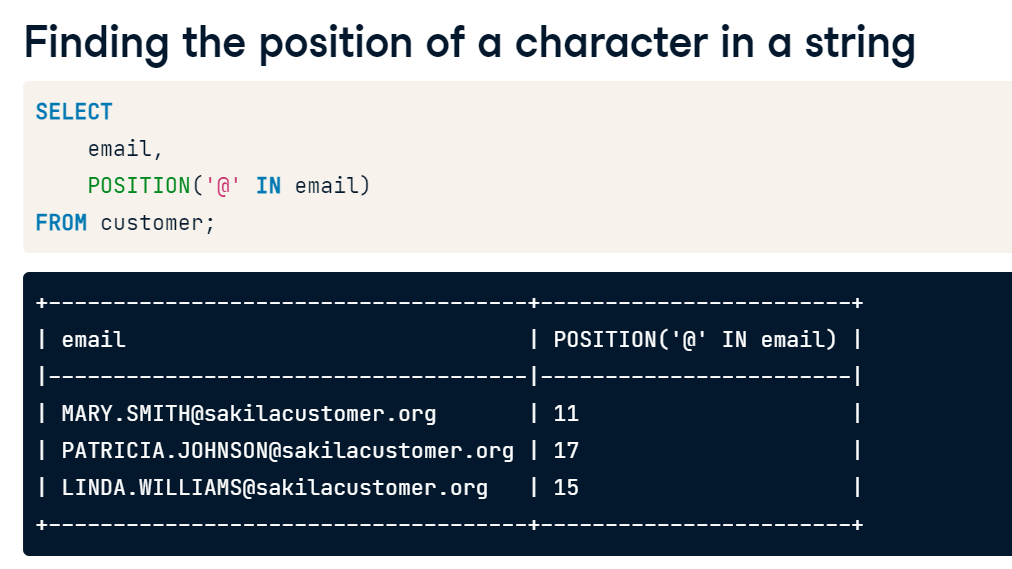 Finding the position of a character in a string
SELECT
    email,
    POSITION('@' IN email)
FROM customer;
+-------------------------------------+------------------------+
| email                               | POSITION('@' IN email) |
|-------------------------------------|------------------------|
| MARY.SMITH@sakilacustomer.org       | 11                     |
| PATRICIA.JOHNSON@sakilacustomer.org | 17                     |
| LINDA.WILLIAMS@sakilacustomer.org   | 15                     |
+-------------------------------------+------------------------+